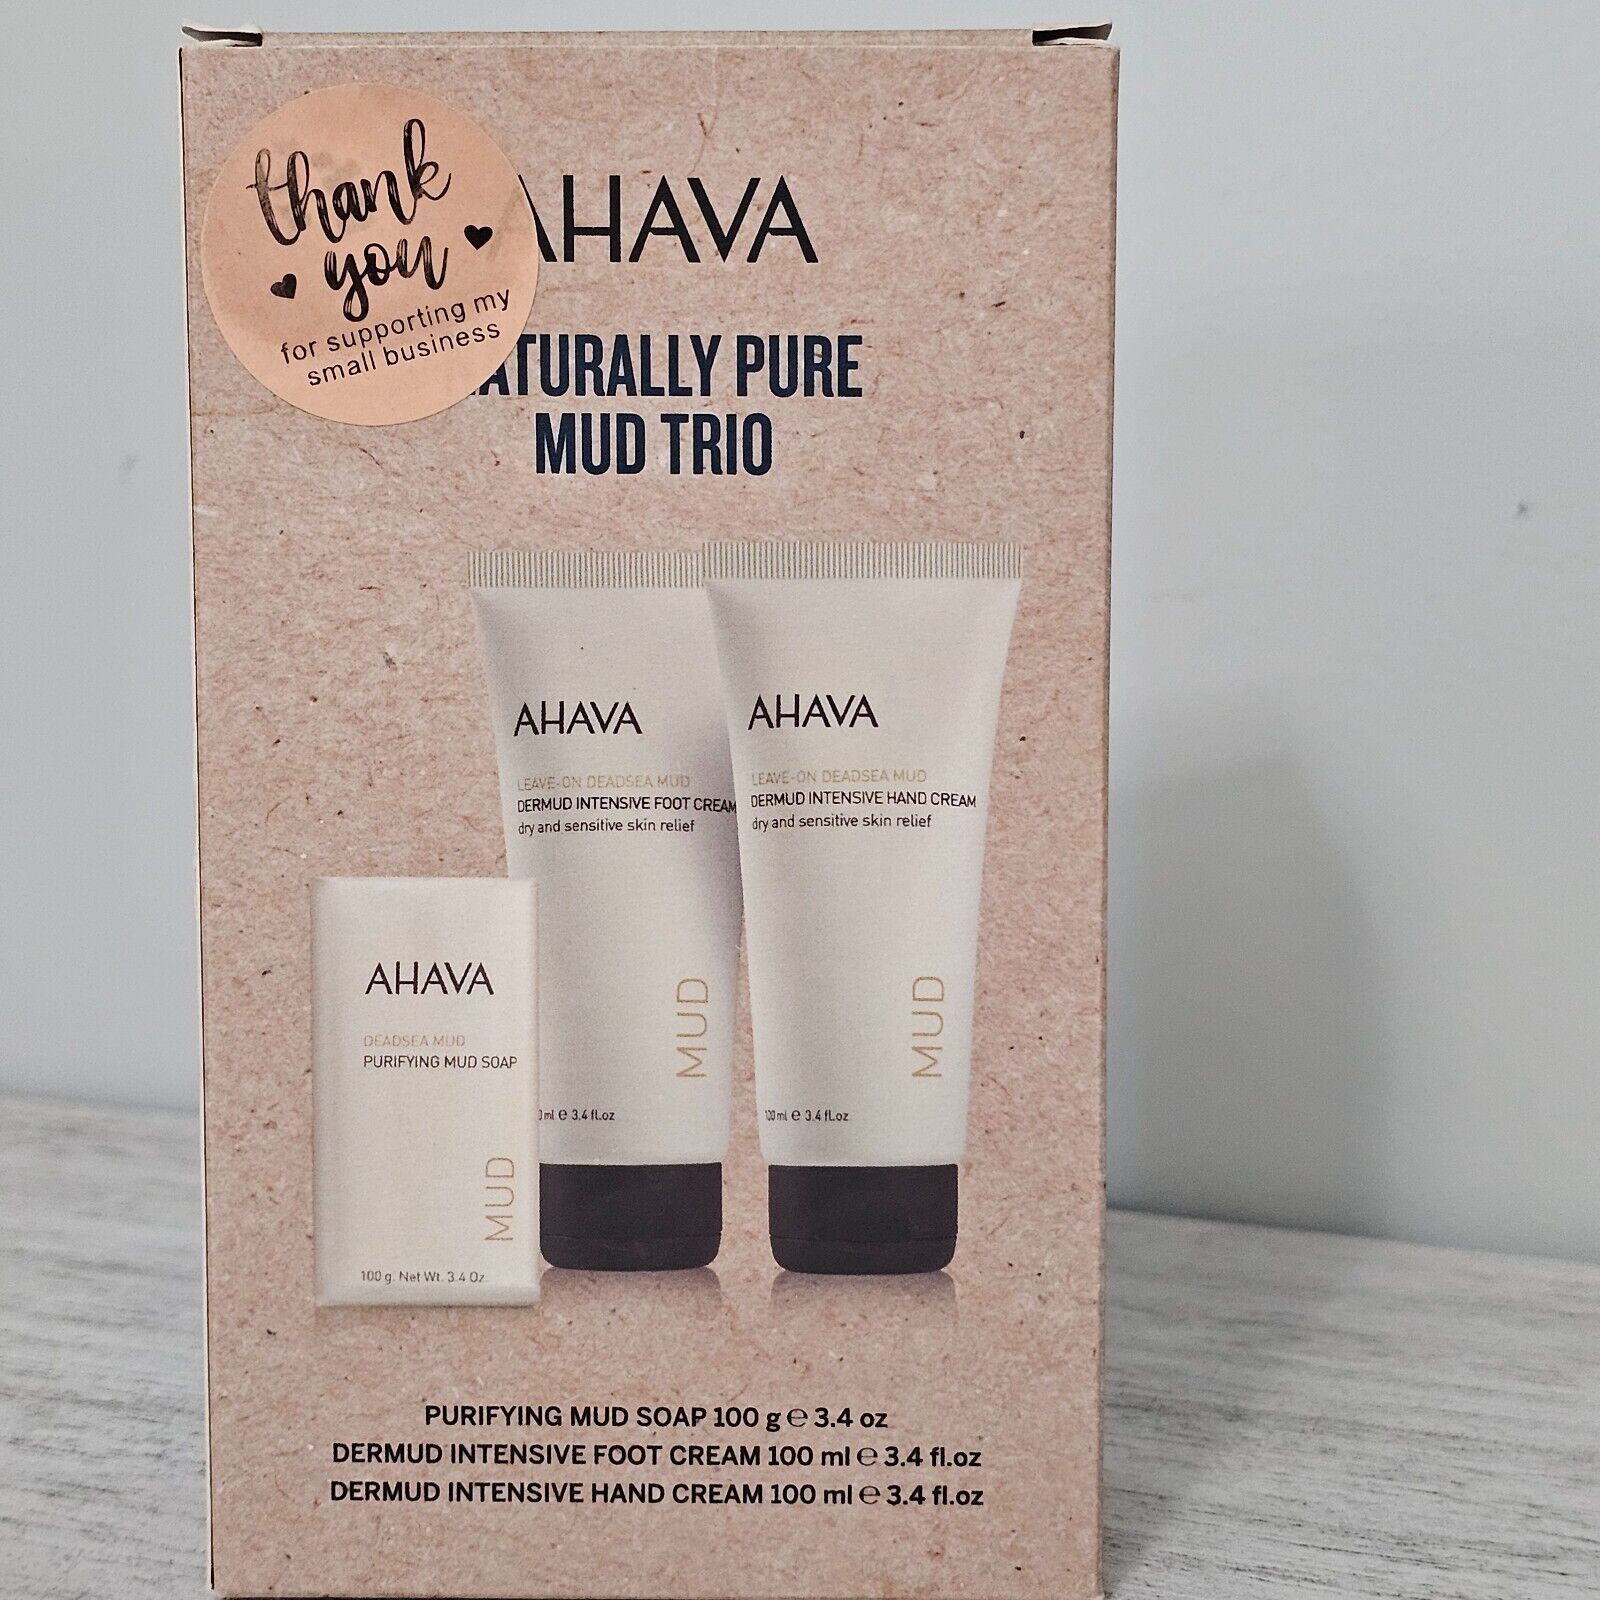 thank
you
for supporting my
small business
AHAVA
NATURALLY PURE
MUD TRIO
AHAVA
LEAVE-ON DEADSEA MUD
DERMUD INTENSIVE FOOT CREAM
dry and sensitive skin relief
MUD
0 ml e 3.4 fl.oz
AHAVA
LEAVE-ON DEADSEA MUD
DERMUD INTENSIVE HAND CREAM
dry and sensitive skin relief
MUD
100 ml e 3.4 fl.oz
AHAVA
DEADSEA MUD
PURIFYING MUD SOAP
MUD
100 g. Net Wt. 3.4 Oz.
PURIFYING MUD SOAP 100 g ℮ 3.4 oz
DERMUD INTENSIVE FOOT CREAM 100 ml ℮ 3.4 fl.oz
DERMUD INTENSIVE HAND CREAM 100 ml ℮ 3.4 fl.oz